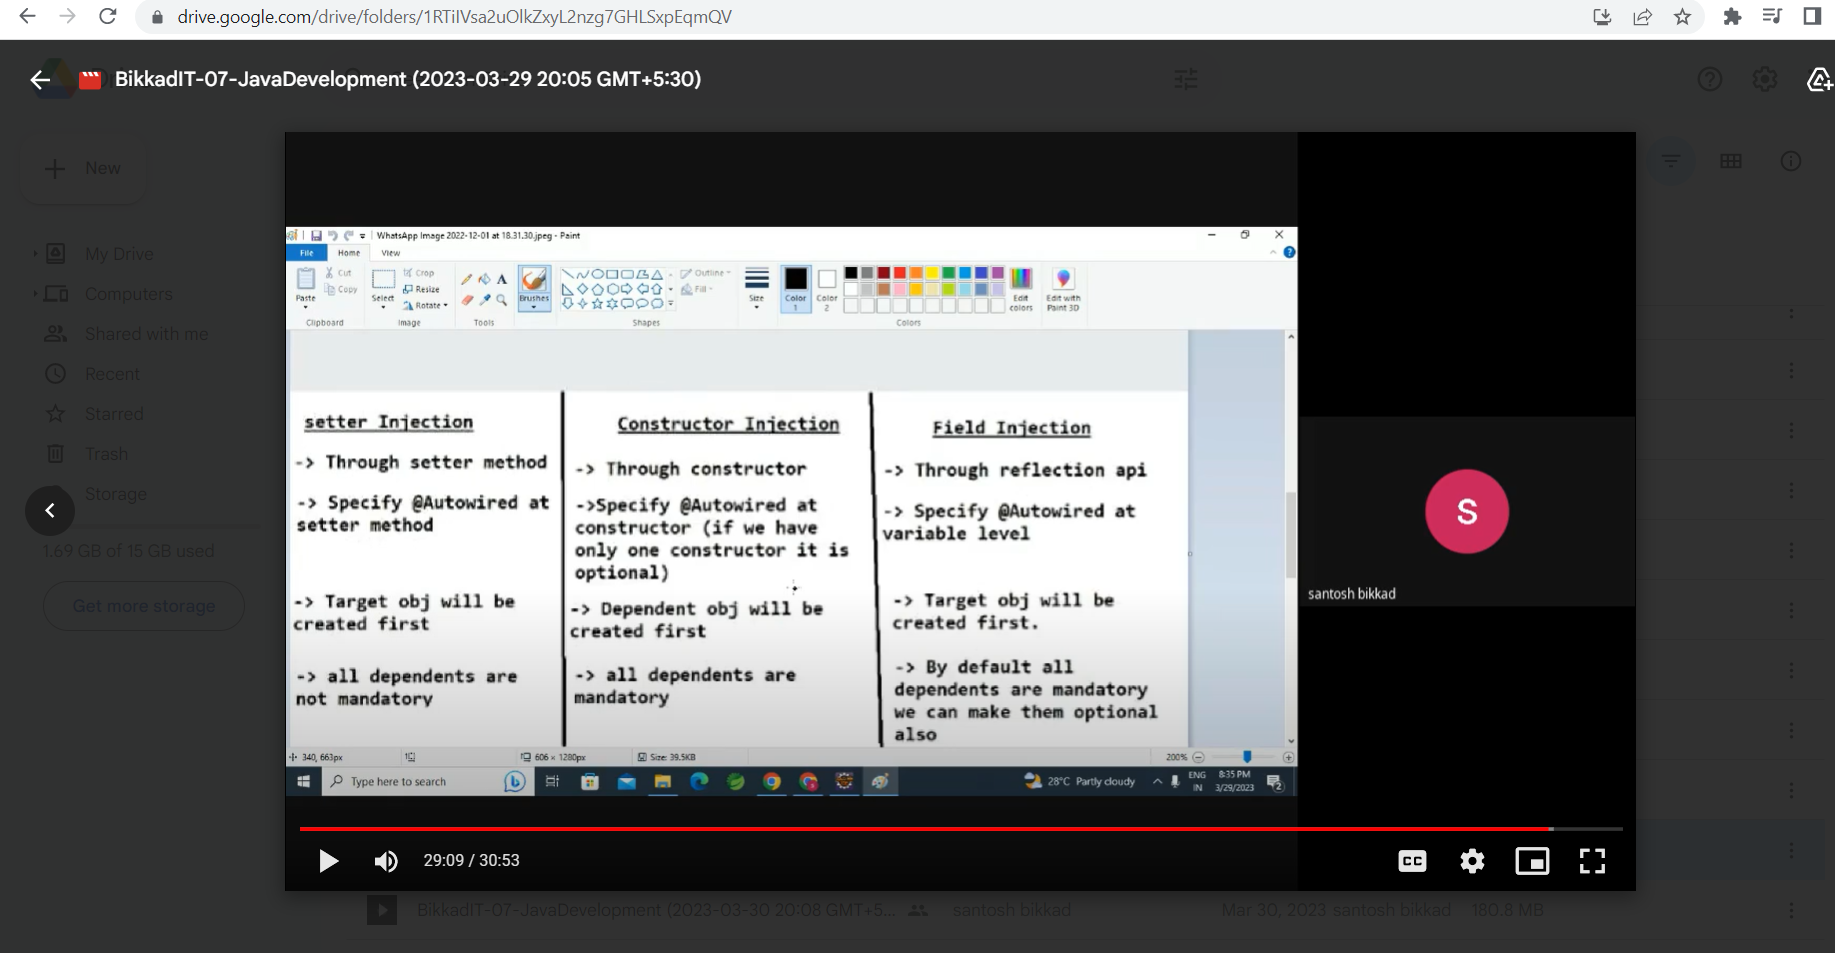 drive.google.com/drive/folders/1RTiIVsa2uOlkZxyL2nzg7GHLSxpEqmQV
BikkadIT-07-JavaDevelopment (2023-03-29 20:05 GMT+5:30)
New
My Drive
Computers
Shared with me
Recent
Starred
Trash
Storage
1.69 GB of 15 GB used
Get more storage
WhatsApp Image 2022-12-01 at 18.31.30.jpeg - Paint
File Home View
Cut
Copy
Paste
Clipboard
Crop
Resize
Rotate
Select
Image
A
Tools
Brushes
Outline
Fill
Shapes
Size
Color 1
Color 2
Edit colors
Colors
Edit with Paint 3D
setter Injection
-> Through setter method
-> Specify @Autowired at
setter method
-> Target obj will be
created first
-> all dependents are
not mandatory
Constructor Injection
-> Through constructor
->Specify @Autowired at
constructor (if we have
only one constructor it is
optional)
-> Dependent obj will be
created first
-> all dependents are
mandatory
Field Injection
-> Through reflection api
-> Specify @Autowired at
variable level
-> Target obj will be
created first.
-> By default all
dependents are mandatory
we can make them optional
also
S
santosh bikkad
340, 663px
606 × 1280px
Size: 39.5KB
200%
Type here to search
28°C Partly cloudy
ENG
IN
8:35 PM
3/29/2023
2
29:09 / 30:53
CC
BikkadIT-07-JavaDevelopment (2023-03-30 20:08 GMT+5... santosh bikkad Mar 30, 2023 santosh bikkad 180.8 MB